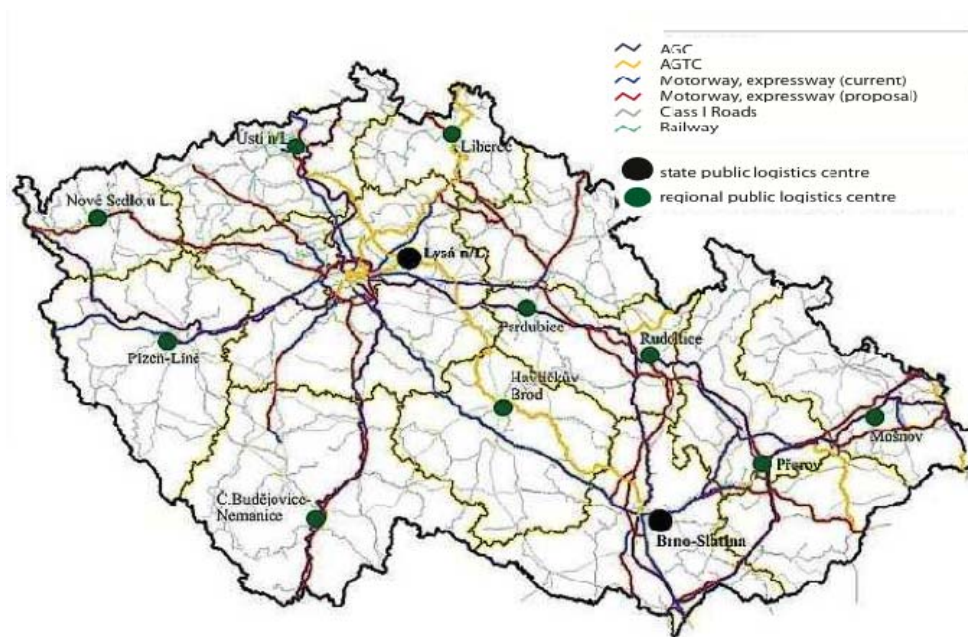 AGC
AGTC
Motorway, expressway (current)
Motorway, expressway (proposal)
Class I Roads
Railway
state public logistics centre
regional public logistics centre
Ústí n/L
Liberec
Nové Sedlo u L.
Lysá n/L
Pardubice
Rudoltice
Plzeň-Líně
Havlíčkův
Brod
Mošnov
Přerov
Č.Budějovice-
Nemanice
Brno-Slatina